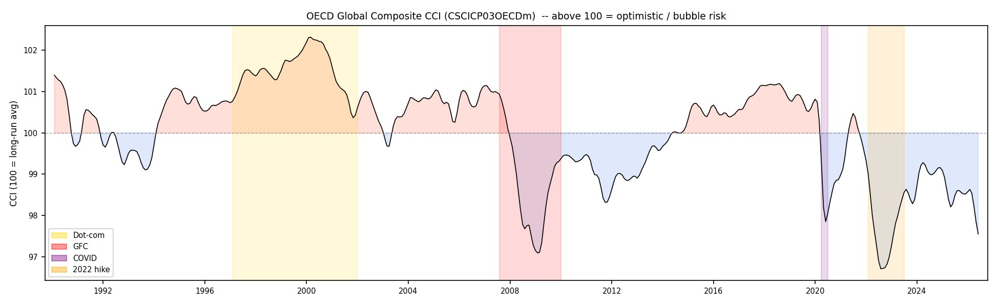 OECD Global Composite CCI (CSCICP03OECDm)  -- above 100 = optimistic / bubble risk
CCI (100 = long-run avg)
102
101
100
99
98
97
Dot-com
GFC
COVID
2022 hike
1992
1996
2000
2004
2008
2012
2016
2020
2024